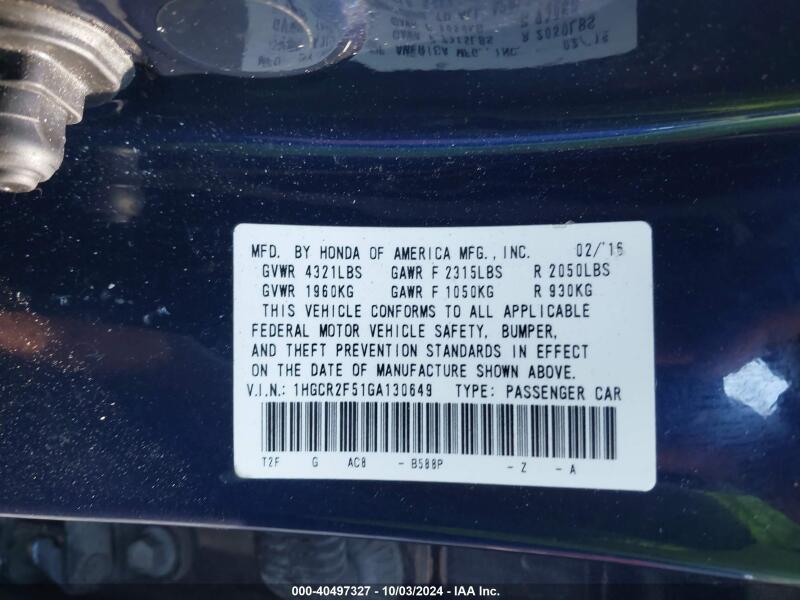 MFD. BY HONDA OF AMERICA MFG., INC. 02/'16
GVWR 4321LBS GAWR F 2315LBS R 2050LBS
GVWR 1960KG GAWR F 1050KG R 930KG
THIS VEHICLE CONFORMS TO ALL APPLICABLE
FEDERAL MOTOR VEHICLE SAFETY, BUMPER,
AND THEFT PREVENTION STANDARDS IN EFFECT
ON THE DATE OF MANUFACTURE SHOWN ABOVE.
V.I.N.: 1HGCR2F51GA130649 TYPE: PASSENGER CAR
T2F G AC8 - B588P - Z - A
000-40497327 - 10/03/2024 - IAA Inc.